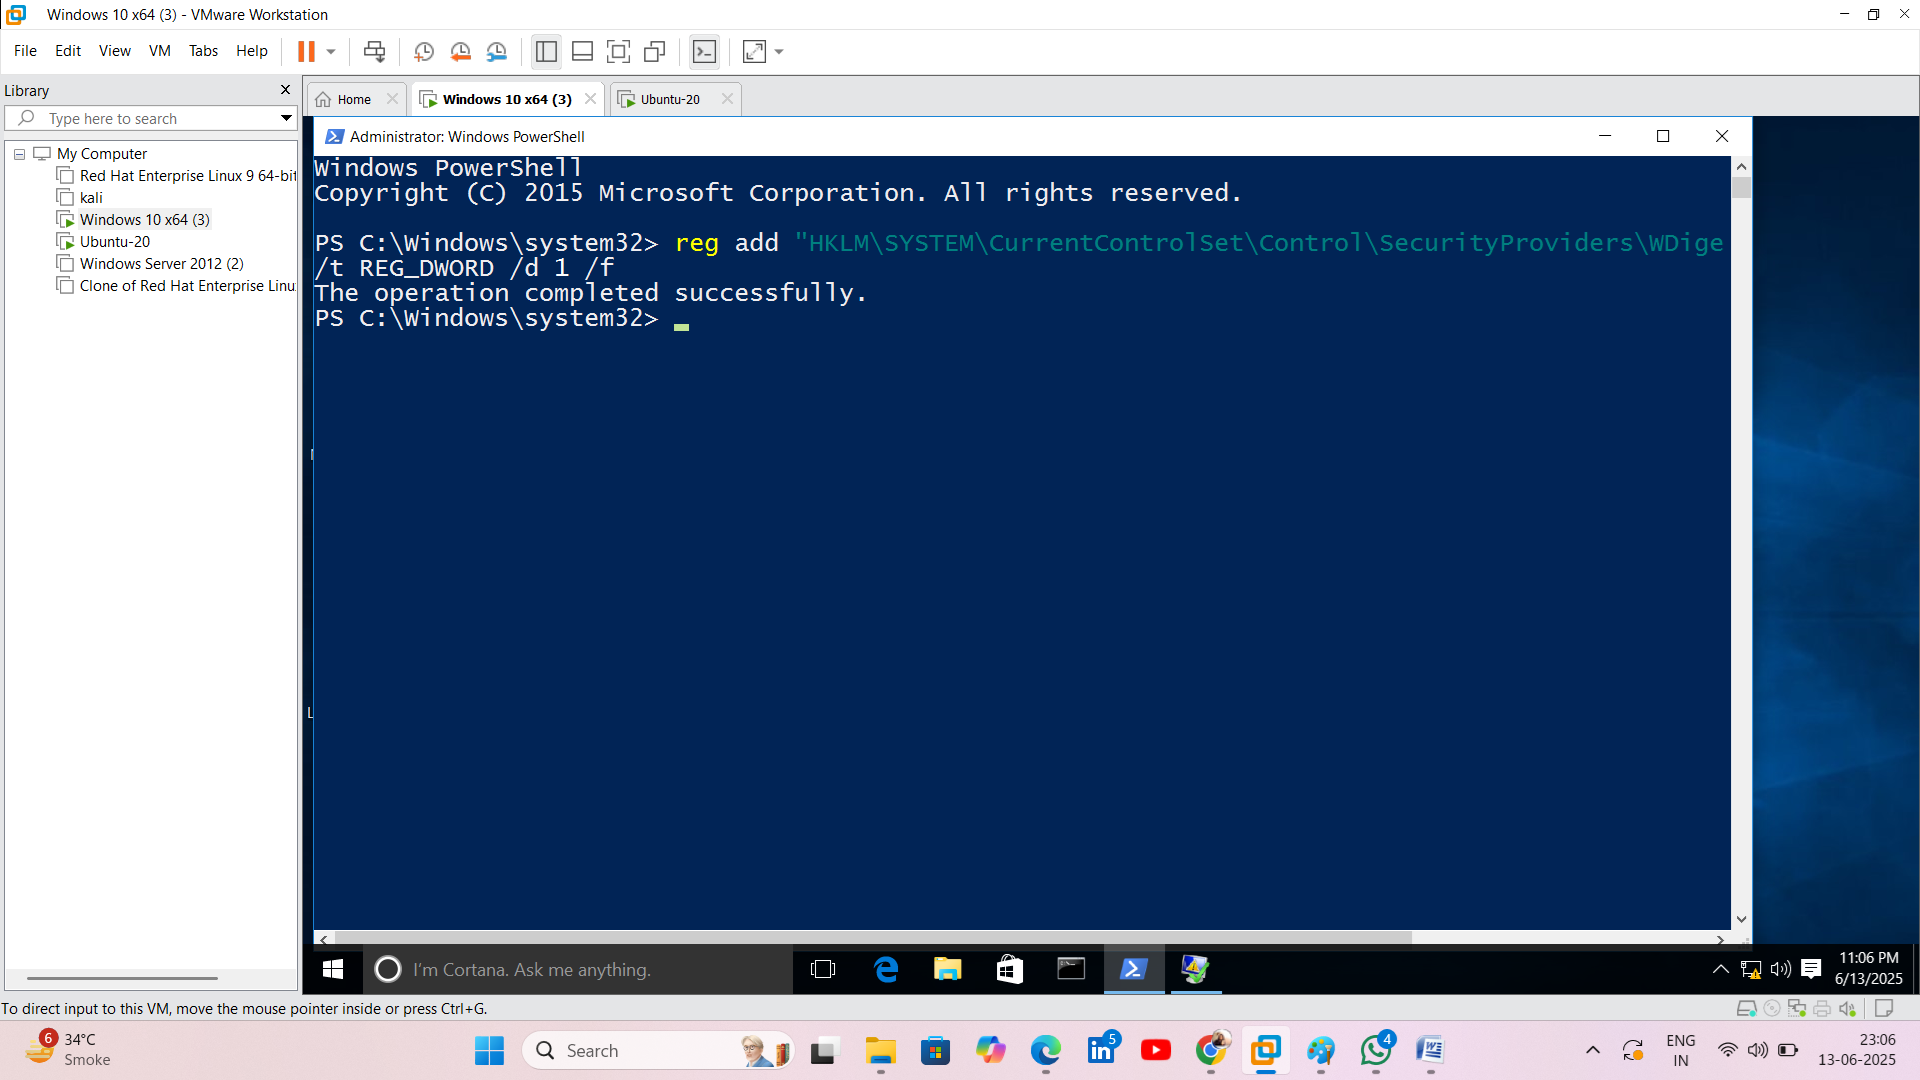 Windows 10 x64 (3) - VMware Workstation
File Edit View VM Tabs Help
Library
Type here to search
My Computer
Red Hat Enterprise Linux 9 64-bit
kali
Windows 10 x64 (3)
Ubuntu-20
Windows Server 2012 (2)
Clone of Red Hat Enterprise Linu
Home
Windows 10 x64 (3)
Ubuntu-20
Administrator: Windows PowerShell
Windows PowerShell
Copyright (C) 2015 Microsoft Corporation. All rights reserved.
PS C:\Windows\system32> reg add "HKLM\SYSTEM\CurrentControlSet\Control\SecurityProviders\WDige
/t REG_DWORD /d 1 /f
The operation completed successfully.
PS C:\Windows\system32>
L
I'm Cortana. Ask me anything.
11:06 PM
6/13/2025
To direct input to this VM, move the mouse pointer inside or press Ctrl+G.
6
34°C
Smoke
Search
5
4
ENG
IN
23:06
13-06-2025